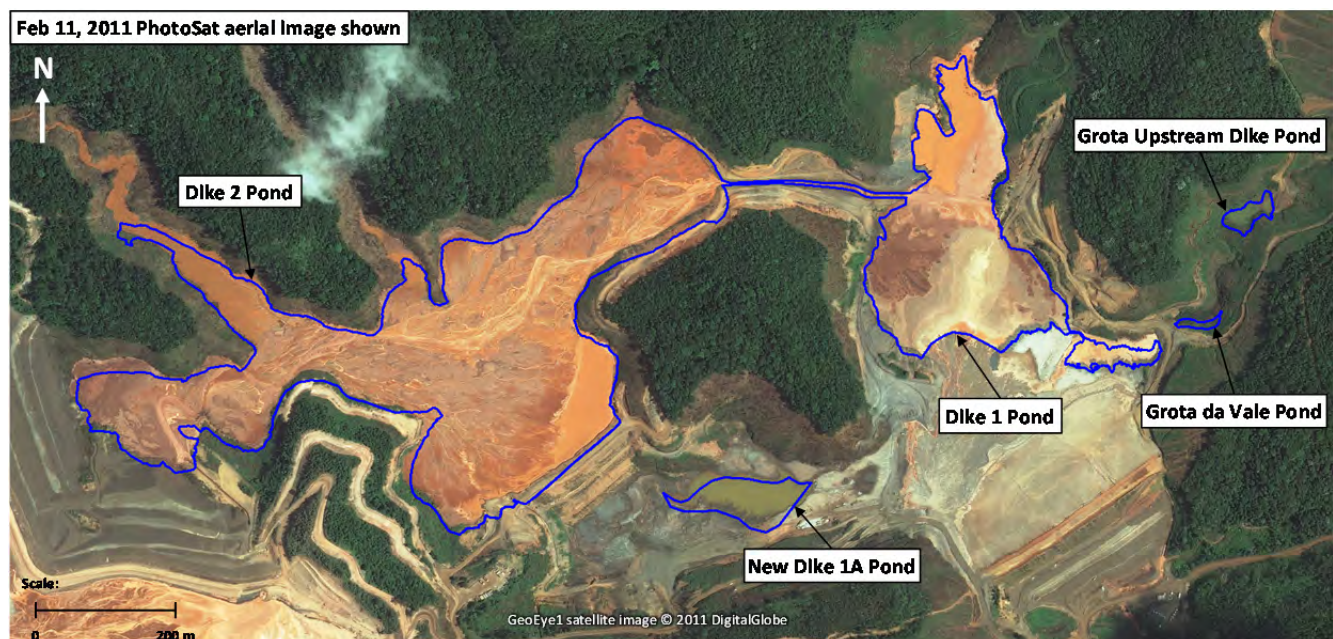 Feb 11, 2011 PhotoSat aerial image shown
N
Grota Upstream Dike Pond
Dike 2 Pond
Dike 1 Pond
Grota da Vale Pond
New Dike 1A Pond
Scale:
0 200 m
GeoEye1 satellite image © 2011 DigitalGlobe